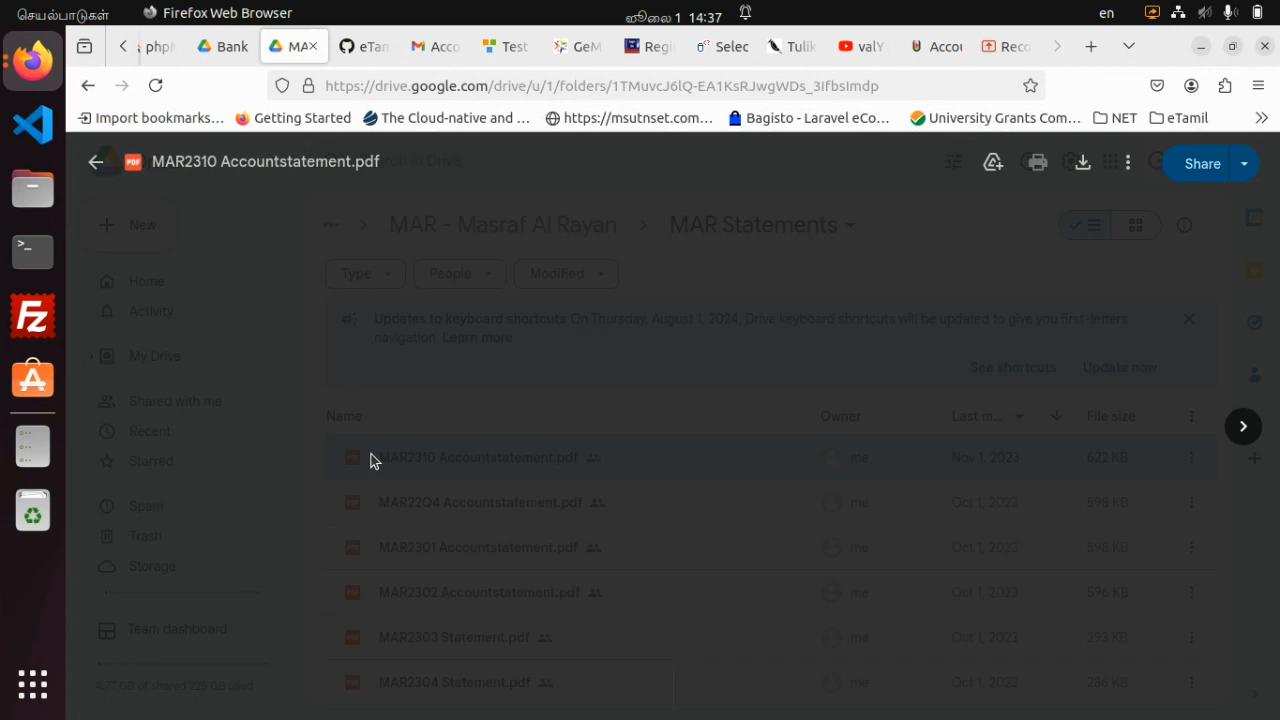 செயல்பாடுகள் Firefox Web Browser ஜூலை 1 14:37 en
phpM Bank MA eTan Acco Test GeM Regi Selec Tulik valY Accou Reco
https://drive.google.com/drive/u/1/folders/1TMuvcJ6lQ-EA1KsRJwgWDs_3IfbsImdp
Import bookmarks... Getting Started The Cloud-native and ... https://msutnset.com... Bagisto - Laravel eCo... University Grants Com... NET eTamil
MAR2310 Accountstatement.pdf in Drive Share
New MAR - Masraf Al Rayan MAR Statements
Type People Modified
Home
Activity
My Drive
Shared with me
Recent
Starred
Spam
Trash
Storage
Team dashboard
4.77 GB of shared 225 GB used
Updates to keyboard shortcuts On Thursday, August 1, 2024, Drive keyboard shortcuts will be updated to give you first-letters
navigation. Learn more
See shortcuts Update now
Name Owner Last m... File size
MAR2310 Accountstatement.pdf me Nov 1, 2023 622 KB
MAR22Q4 Accountstatement.pdf me Oct 1, 2023 598 KB
MAR2301 Accountstatement.pdf me Oct 1, 2023 598 KB
MAR2302 Accountstatement.pdf me Oct 1, 2023 596 KB
MAR2303 Statement.pdf me Oct 1, 2023 293 KB
MAR2304 Statement.pdf me Oct 1, 2023 286 KB